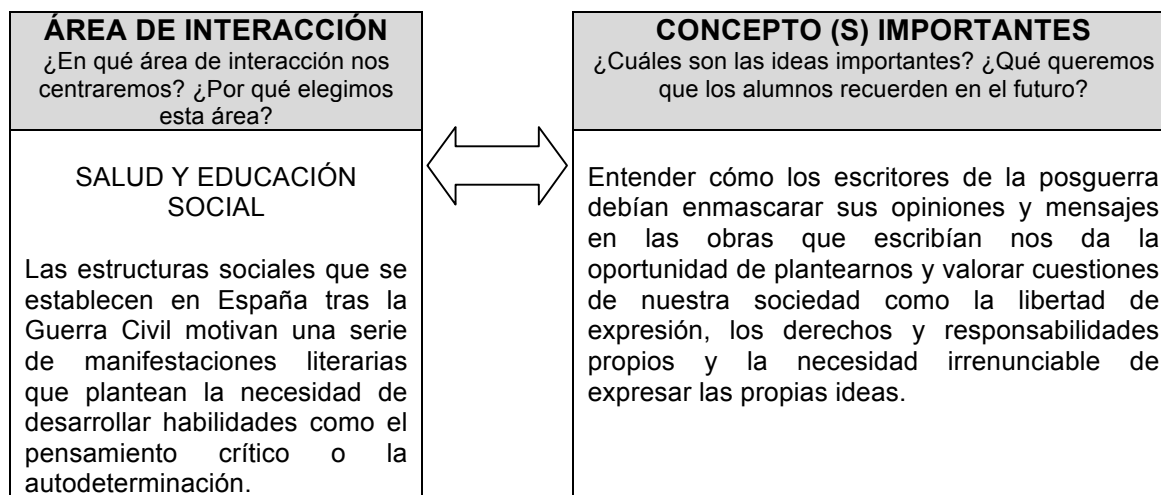 ÁREA DE INTERACCIÓN
¿En qué área de interacción nos
centraremos? ¿Por qué elegimos
esta área?
SALUD Y EDUCACIÓN
SOCIAL
Las estructuras sociales que se
establecen en España tras la
Guerra Civil motivan una serie
de manifestaciones literarias
que plantean la necesidad de
desarrollar habilidades como el
pensamiento crítico o la
autodeterminación.
CONCEPTO (S) IMPORTANTES
¿Cuáles son las ideas importantes? ¿Qué queremos
que los alumnos recuerden en el futuro?
Entender cómo los escritores de la posguerra
debían enmascarar sus opiniones y mensajes
en las obras que escribían nos da la
oportunidad de plantearnos y valorar cuestiones
de nuestra sociedad como la libertad de
expresión, los derechos y responsabilidades
propios y la necesidad irrenunciable de
expresar las propias ideas.